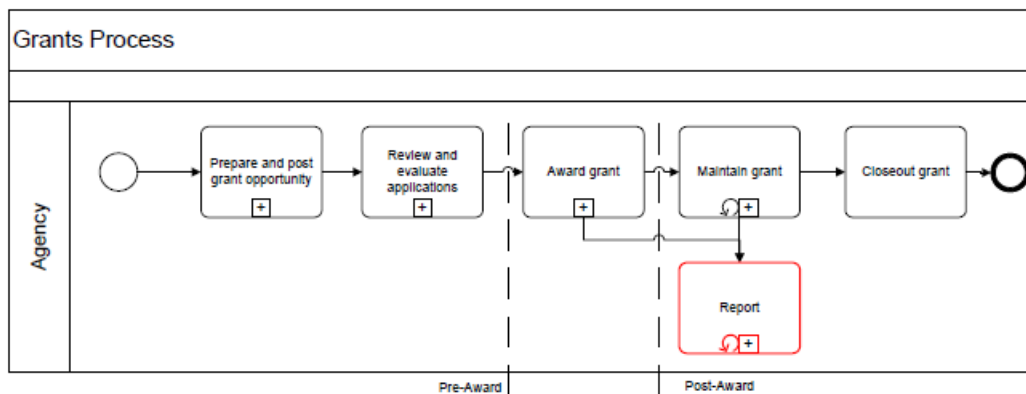 Grants Process
Agency
Prepare and post
grant opportunity
+
Review and
evaluate
applications
+
Award grant
+
Maintain grant
+
Closeout grant
Report
+
Pre-Award
Post-Award